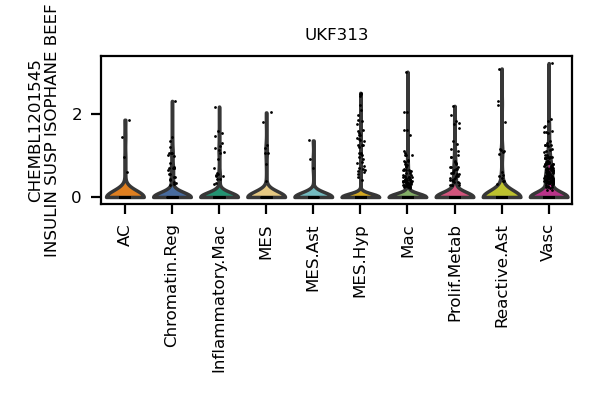 UKF313
CHEMBL1201545
INSULIN SUSP ISOPHANE BEEF
2
0
AC
Chromatin.Reg
Inflammatory.Mac
MES
MES.Ast
MES.Hyp
Mac
Prolif.Metab
Reactive.Ast
Vasc